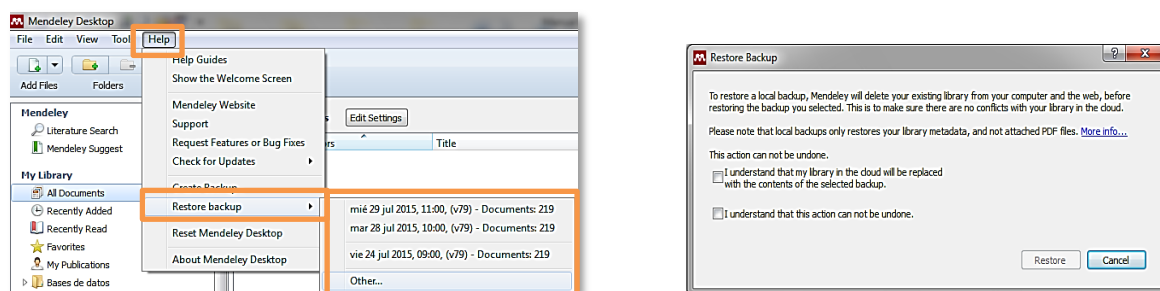 Mendeley Desktop
File Edit View Tool Help
Add Files Folders
Mendeley
Literature Search
Mendeley Suggest
My Library
All Documents
Recently Added
Recently Read
Favorites
My Publications
Bases de datos
Help Guides
Show the Welcome Screen
Mendeley Website
Support
Request Features or Bug Fixes
Check for Updates
Create Backup
Restore backup
Reset Mendeley Desktop
About Mendeley Desktop
Edit Settings
Title
mié 29 jul 2015, 11:00, (v79) - Documents: 219
mar 28 jul 2015, 10:00, (v79) - Documents: 219
vie 24 jul 2015, 09:00, (v79) - Documents: 219
Other...
Restore Backup
To restore a local backup, Mendeley will delete your existing library from your computer and the web, before
restoring the backup you selected. This is to make sure there are no conflicts with your library in the cloud.
Please note that local backups only restores your library metadata, and not attached PDF files. More info...
This action can not be undone.
I understand that my library in the cloud will be replaced
with the contents of the selected backup.
I understand that this action can not be undone.
Restore Cancel